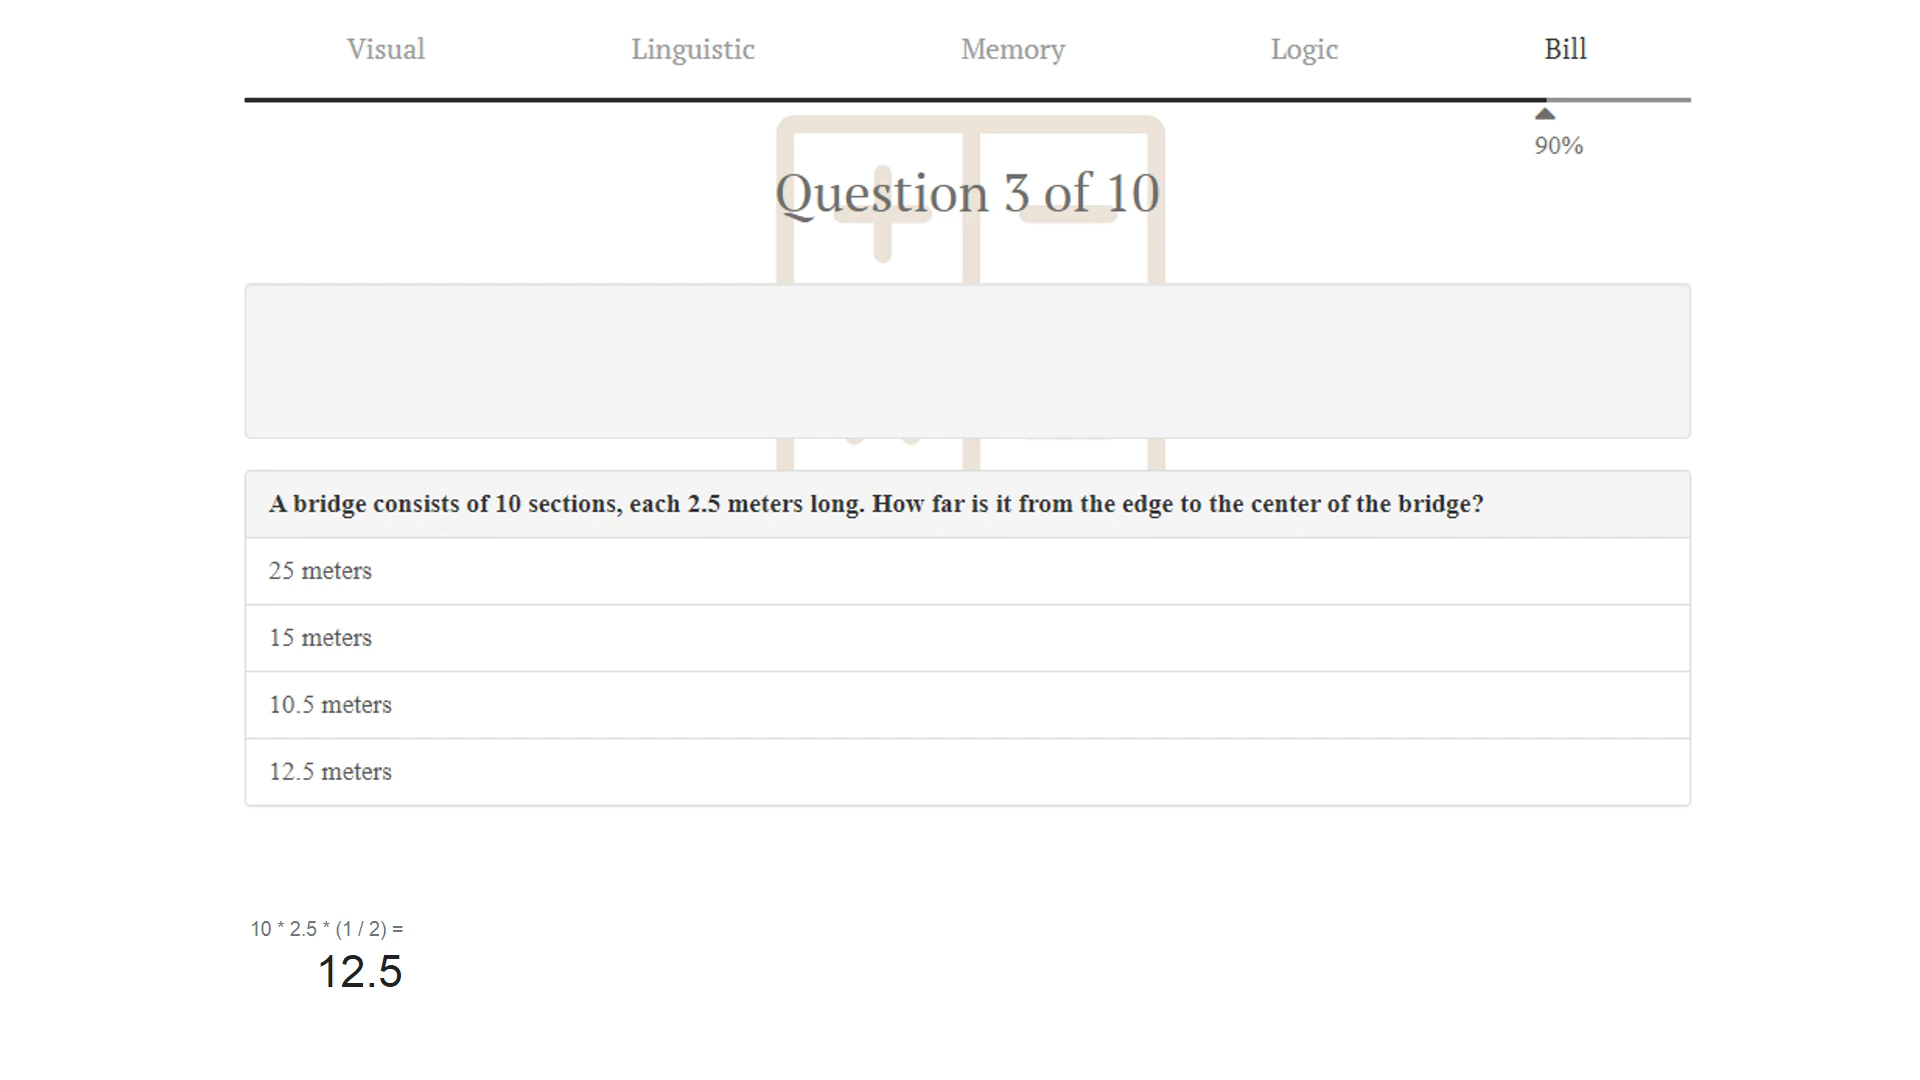 Visual Linguistic Memory Logic Bill
90%
Question 3 of 10
A bridge consists of 10 sections, each 2.5 meters long. How far is it from the edge to the center of the bridge?
25 meters
15 meters
10.5 meters
12.5 meters
10 * 2.5 * (1 / 2) =
12.5